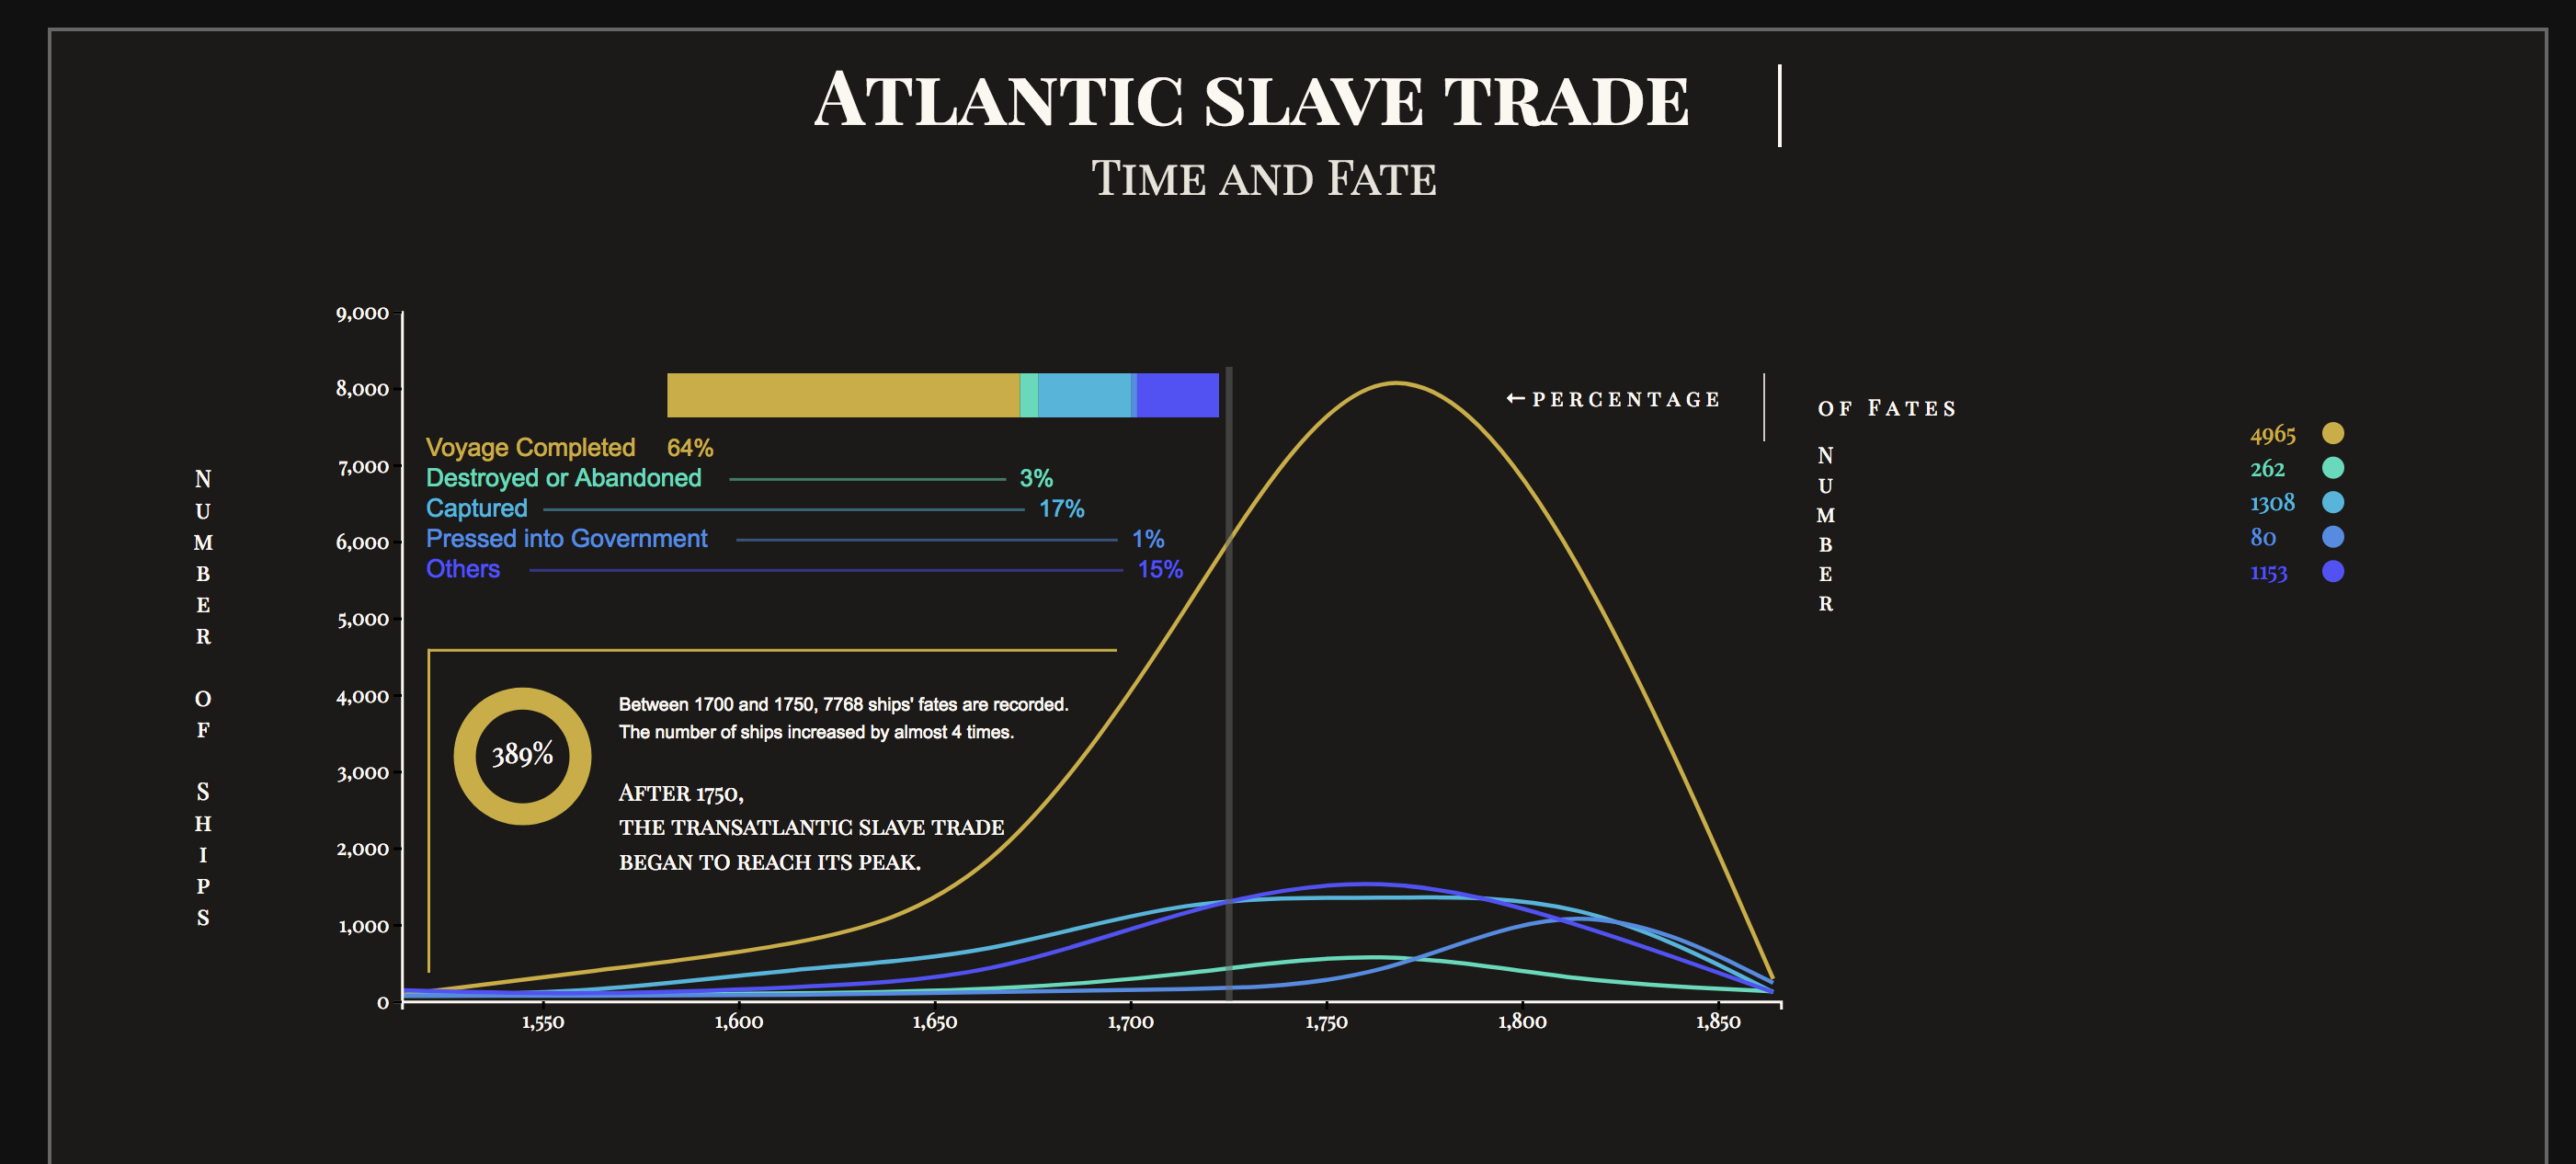 ATLANTIC SLAVE TRADE
TIME AND FATE
NUMBER OF SHIPS
9,000
8,000
7,000
6,000
5,000
4,000
3,000
2,000
1,000
0
Voyage Completed 64%
Destroyed or Abandoned 3%
Captured 17%
Pressed into Government 1%
Others 15%
389%
Between 1700 and 1750, 7768 ships' fates are recorded.
The number of ships increased by almost 4 times.
AFTER 1750,
THE TRANSATLANTIC SLAVE TRADE
BEGAN TO REACH ITS PEAK.
1,550 1,600 1,650 1,700 1,750 1,800 1,850
←PERCENTAGE
OF FATES
NUMBER
4965
262
1308
80
1153